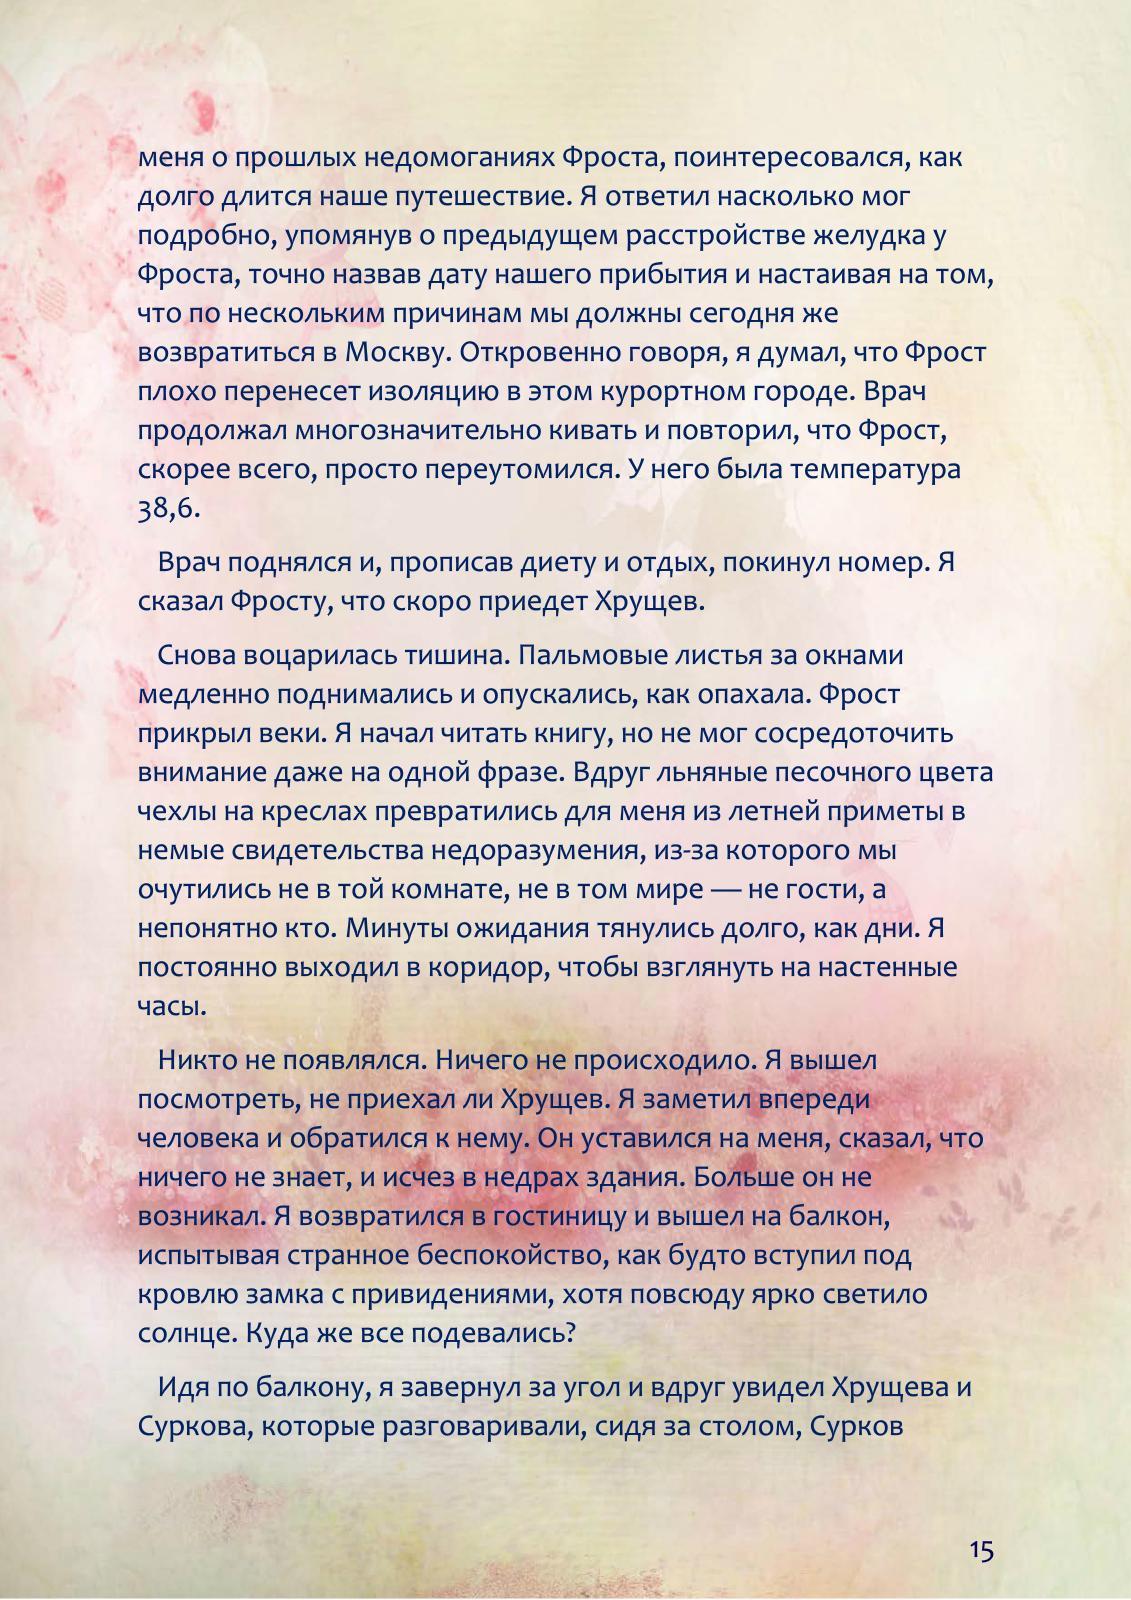 меня о прошлых недомоганиях Фроста, поинтересовался, как
долго длится наше путешествие. Я ответил насколько мог
подробно, упомянув о предыдущем расстройстве желудка у
Фроста, точно назвав дату нашего прибытия и настаивая на том,
что по нескольким причинам мы должны сегодня же
возвратиться в Москву. Откровенно говоря, я думал, что Фрост
плохо перенесет изоляцию в этом курортном городе. Врач
продолжал многозначительно кивать и повторил, что Фрост,
скорее всего, просто переутомился. У него была температура
38,6.
Врач поднялся и, прописав диету и отдых, покинул номер. Я
сказал Фросту, что скоро приедет Хрущев.
Снова воцарилась тишина. Пальмовые листья за окнами
медленно поднимались и опускались, как опахала. Фрост
прикрыл веки. Я начал читать книгу, но не мог сосредоточить
внимание даже на одной фразе. Вдруг льняные песочного цвета
чехлы на креслах превратились для меня из летней приметы в
немые свидетельства недоразумения, из-за которого мы
очутились не в той комнате, не в том мире — не гости, а
непонятно кто. Минуты ожидания тянулись долго, как дни. Я
постоянно выходил в коридор, чтобы взглянуть на настенные
часы.
Никто не появлялся. Ничего не происходило. Я вышел
посмотреть, не приехал ли Хрущев. Я заметил впереди
человека и обратился к нему. Он уставился на меня, сказал, что
ничего не знает, и исчез в недрах здания. Больше он не
возникал. Я возвратился в гостиницу и вышел на балкон,
испытывая странное беспокойство, как будто вступил под
кровлю замка с привидениями, хотя повсюду ярко светило
солнце. Куда же все подевались?
Идя по балкону, я завернул за угол и вдруг увидел Хрущева и
Суркова, которые разговаривали, сидя за столом, Сурков
15